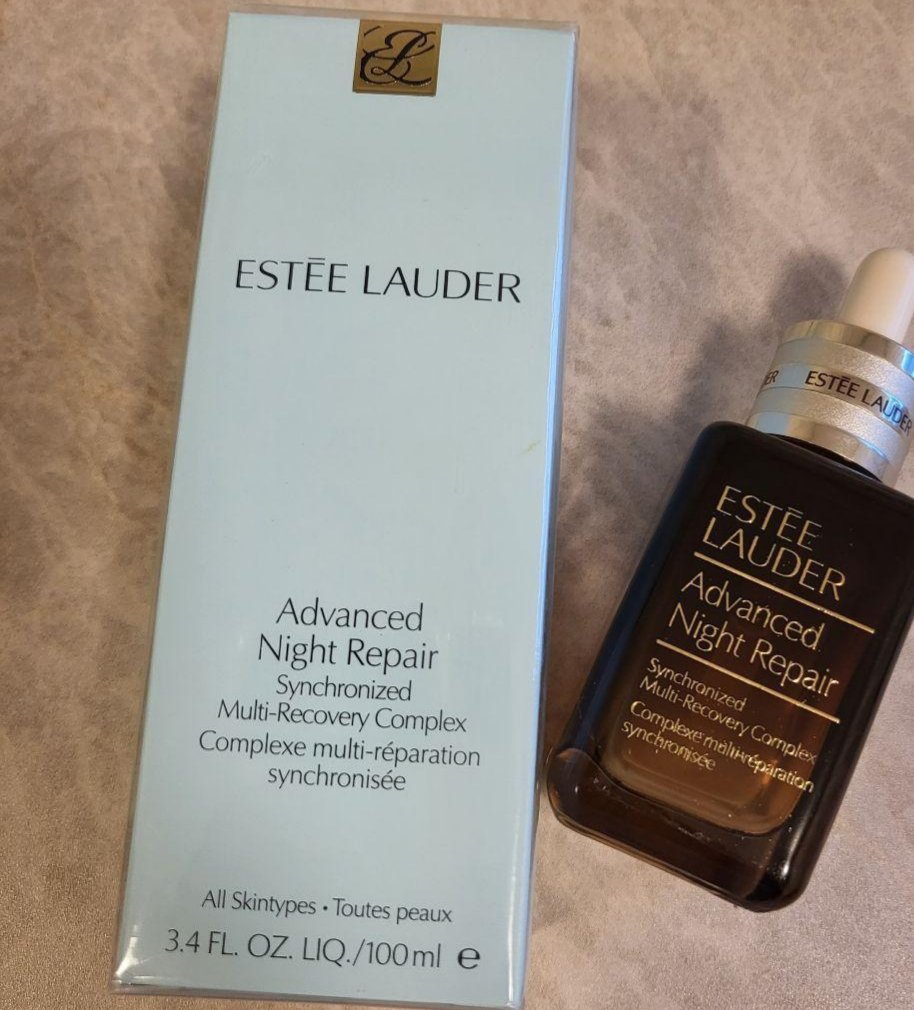 EL
ESTĒE LAUDER
Advanced
Night Repair
Synchronized
Multi-Recovery Complex
Complexe multi-réparation
synchronisée
All Skintypes • Toutes peaux
3.4 FL. OZ. LIQ./100ml ℮
ER ESTĒE LAUDER
ESTĒE
LAUDER
Advanced
Night Repair
Synchronized
Multi-Recovery Complex
Complexe multi-réparation
synchronisée